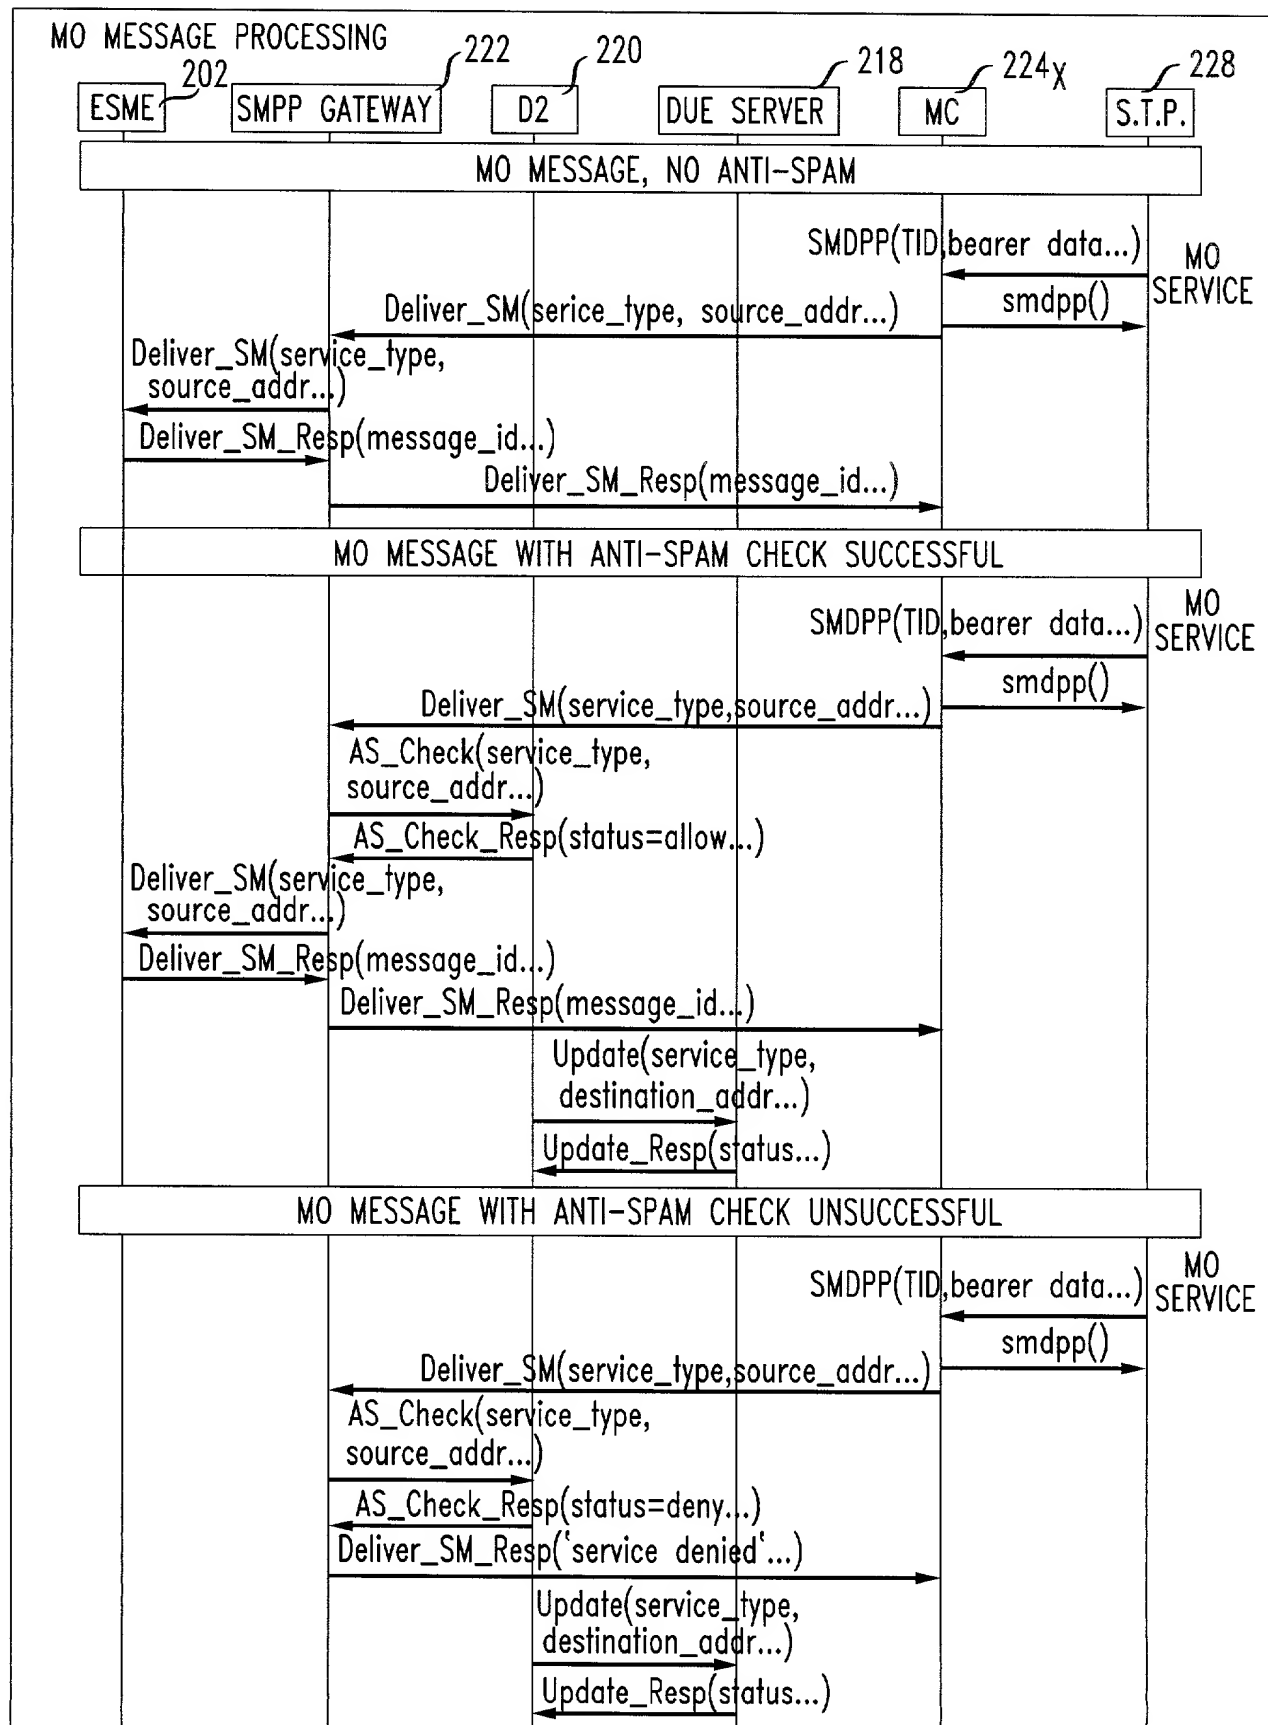 MO MESSAGE PROCESSING
202 222 220 218 224X 228
ESME SMPP GATEWAY D2 DUE SERVER MC S.T.P.
MO MESSAGE, NO ANTI-SPAM
SMDPP(TID,bearer data...)
MO
SERVICE
smdpp()
Deliver_SM(serice_type, source_addr...)
Deliver_SM(service_type,
source_addr...)
Deliver_SM_Resp(message_id...)
Deliver_SM_Resp(message_id...)
MO MESSAGE WITH ANTI-SPAM CHECK SUCCESSFUL
SMDPP(TID,bearer data...)
MO
SERVICE
smdpp()
Deliver_SM(service_type,source_addr...)
AS_Check(service_type,
source_addr...)
AS_Check_Resp(status=allow...)
Deliver_SM(service_type,
source_addr...)
Deliver_SM_Resp(message_id...)
Deliver_SM_Resp(message_id...)
Update(service_type,
destination_addr...)
Update_Resp(status...)
MO MESSAGE WITH ANTI-SPAM CHECK UNSUCCESSFUL
SMDPP(TID,bearer data...)
MO
SERVICE
smdpp()
Deliver_SM(service_type,source_addr...)
AS_Check(service_type,
source_addr...)
AS_Check_Resp(status=deny...)
Deliver_SM_Resp('service denied'...)
Update(service_type,
destination_addr...)
Update_Resp(status...)